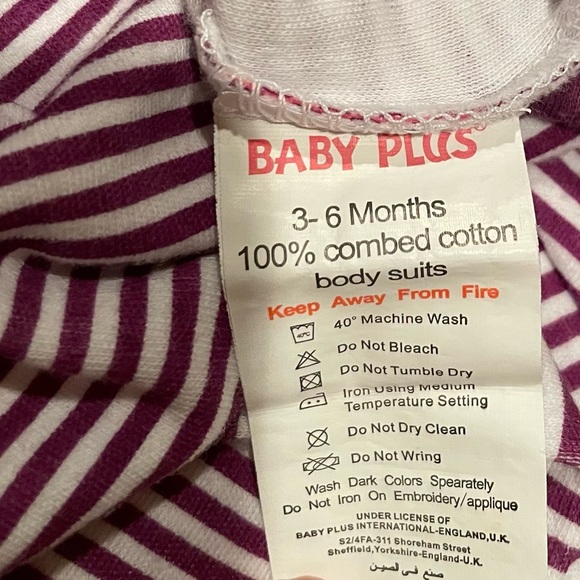 BABY PLUS
3-6 Months
100% combed cotton
body suits
Keep Away From Fire
40°C
40° Machine Wash
Do Not Bleach
Do Not Tumble Dry
Iron Using Medium
Temperature Setting
Do Not Dry Clean
Do Not Wring
Wash Dark Colors Spearately
Do Not Iron On Embroidery/applique
UNDER LICENSE OF
BABY PLUS INTERNATIONAL-ENGLAND,U.K.
S2/4FA-311 Shoreham Street
Sheffield,Yorkshire-England-U.K.
صنع في الصين